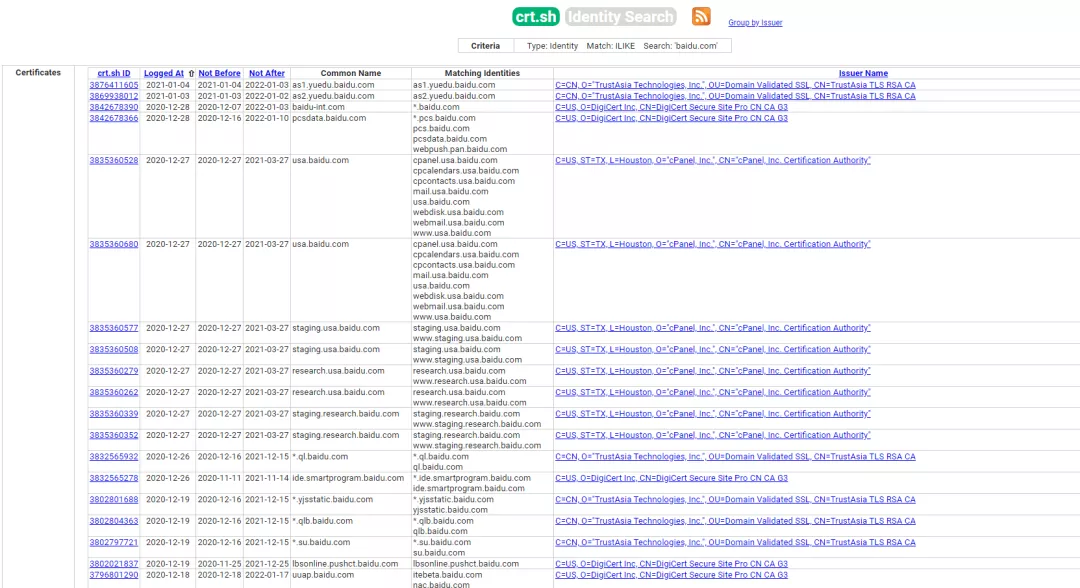 crt.sh Identity Search Group by Issuer
Criteria Type: Identity Match: ILIKE Search: 'baidu.com'
Certificates crt.sh ID Logged At ⇧ Not Before Not After Common Name Matching Identities Issuer Name
3876411605 2021-01-04 2021-01-04 2022-01-03 as1.yuedu.baidu.com as1.yuedu.baidu.com C=CN, O="TrustAsia Technologies, Inc.", OU=Domain Validated SSL, CN=TrustAsia TLS RSA CA
3869938012 2021-01-03 2021-01-03 2022-01-02 as2.yuedu.baidu.com as2.yuedu.baidu.com C=CN, O="TrustAsia Technologies, Inc.", OU=Domain Validated SSL, CN=TrustAsia TLS RSA CA
3842678390 2020-12-28 2020-12-07 2022-01-03 baidu-int.com *.baidu.com C=US, O=DigiCert Inc, CN=DigiCert Secure Site Pro CN CA G3
3842678366 2020-12-28 2020-12-16 2022-01-10 pcsdata.baidu.com *.pcs.baidu.com C=US, O=DigiCert Inc, CN=DigiCert Secure Site Pro CN CA G3
pcs.baidu.com
pcsdata.baidu.com
webpush.pan.baidu.com
3835360528 2020-12-27 2020-12-27 2021-03-27 usa.baidu.com cpanel.usa.baidu.com C=US, ST=TX, L=Houston, O="cPanel, Inc.", CN="cPanel, Inc. Certification Authority"
cpcalendars.usa.baidu.com
cpcontacts.usa.baidu.com
mail.usa.baidu.com
usa.baidu.com
webdisk.usa.baidu.com
webmail.usa.baidu.com
www.usa.baidu.com
3835360680 2020-12-27 2020-12-27 2021-03-27 usa.baidu.com cpanel.usa.baidu.com C=US, ST=TX, L=Houston, O="cPanel, Inc.", CN="cPanel, Inc. Certification Authority"
cpcalendars.usa.baidu.com
cpcontacts.usa.baidu.com
mail.usa.baidu.com
usa.baidu.com
webdisk.usa.baidu.com
webmail.usa.baidu.com
www.usa.baidu.com
3835360577 2020-12-27 2020-12-27 2021-03-27 staging.usa.baidu.com staging.usa.baidu.com C=US, ST=TX, L=Houston, O="cPanel, Inc.", CN="cPanel, Inc. Certification Authority"
www.staging.usa.baidu.com
3835360508 2020-12-27 2020-12-27 2021-03-27 staging.usa.baidu.com staging.usa.baidu.com C=US, ST=TX, L=Houston, O="cPanel, Inc.", CN="cPanel, Inc. Certification Authority"
www.staging.usa.baidu.com
3835360279 2020-12-27 2020-12-27 2021-03-27 research.usa.baidu.com research.usa.baidu.com C=US, ST=TX, L=Houston, O="cPanel, Inc.", CN="cPanel, Inc. Certification Authority"
www.research.usa.baidu.com
3835360262 2020-12-27 2020-12-27 2021-03-27 research.usa.baidu.com research.usa.baidu.com C=US, ST=TX, L=Houston, O="cPanel, Inc.", CN="cPanel, Inc. Certification Authority"
www.research.usa.baidu.com
3835360339 2020-12-27 2020-12-27 2021-03-27 staging.research.baidu.com staging.research.baidu.com C=US, ST=TX, L=Houston, O="cPanel, Inc.", CN="cPanel, Inc. Certification Authority"
www.staging.research.baidu.com
3835360352 2020-12-27 2020-12-27 2021-03-27 staging.research.baidu.com staging.research.baidu.com C=US, ST=TX, L=Houston, O="cPanel, Inc.", CN="cPanel, Inc. Certification Authority"
www.staging.research.baidu.com
3832565932 2020-12-26 2020-12-16 2021-12-15 *.ql.baidu.com *.ql.baidu.com C=CN, O="TrustAsia Technologies, Inc.", OU=Domain Validated SSL, CN=TrustAsia TLS RSA CA
ql.baidu.com
3832565278 2020-12-26 2020-11-11 2021-11-14 ide.smartprogram.baidu.com *.ide.smartprogram.baidu.com C=US, O=DigiCert Inc, CN=DigiCert Secure Site Pro CN CA G3
ide.smartprogram.baidu.com
3802801688 2020-12-19 2020-12-16 2021-12-15 *.yjsstatic.baidu.com *.yjsstatic.baidu.com C=CN, O="TrustAsia Technologies, Inc.", OU=Domain Validated SSL, CN=TrustAsia TLS RSA CA
yjsstatic.baidu.com
3802804363 2020-12-19 2020-12-16 2021-12-15 *.qlb.baidu.com *.qlb.baidu.com C=CN, O="TrustAsia Technologies, Inc.", OU=Domain Validated SSL, CN=TrustAsia TLS RSA CA
qlb.baidu.com
3802797721 2020-12-19 2020-12-16 2021-12-15 *.su.baidu.com *.su.baidu.com C=CN, O="TrustAsia Technologies, Inc.", OU=Domain Validated SSL, CN=TrustAsia TLS RSA CA
su.baidu.com
3802021837 2020-12-19 2020-11-25 2021-12-25 lbsonline.pushct.baidu.com lbsonline.pushct.baidu.com C=US, O=DigiCert Inc, CN=DigiCert Secure Site Pro CN CA G3
3796801290 2020-12-18 2020-12-18 2022-01-17 uuap.baidu.com itebeta.baidu.com C=US, O=DigiCert Inc, CN=DigiCert Secure Site Pro CN CA G3
nac.baidu.com